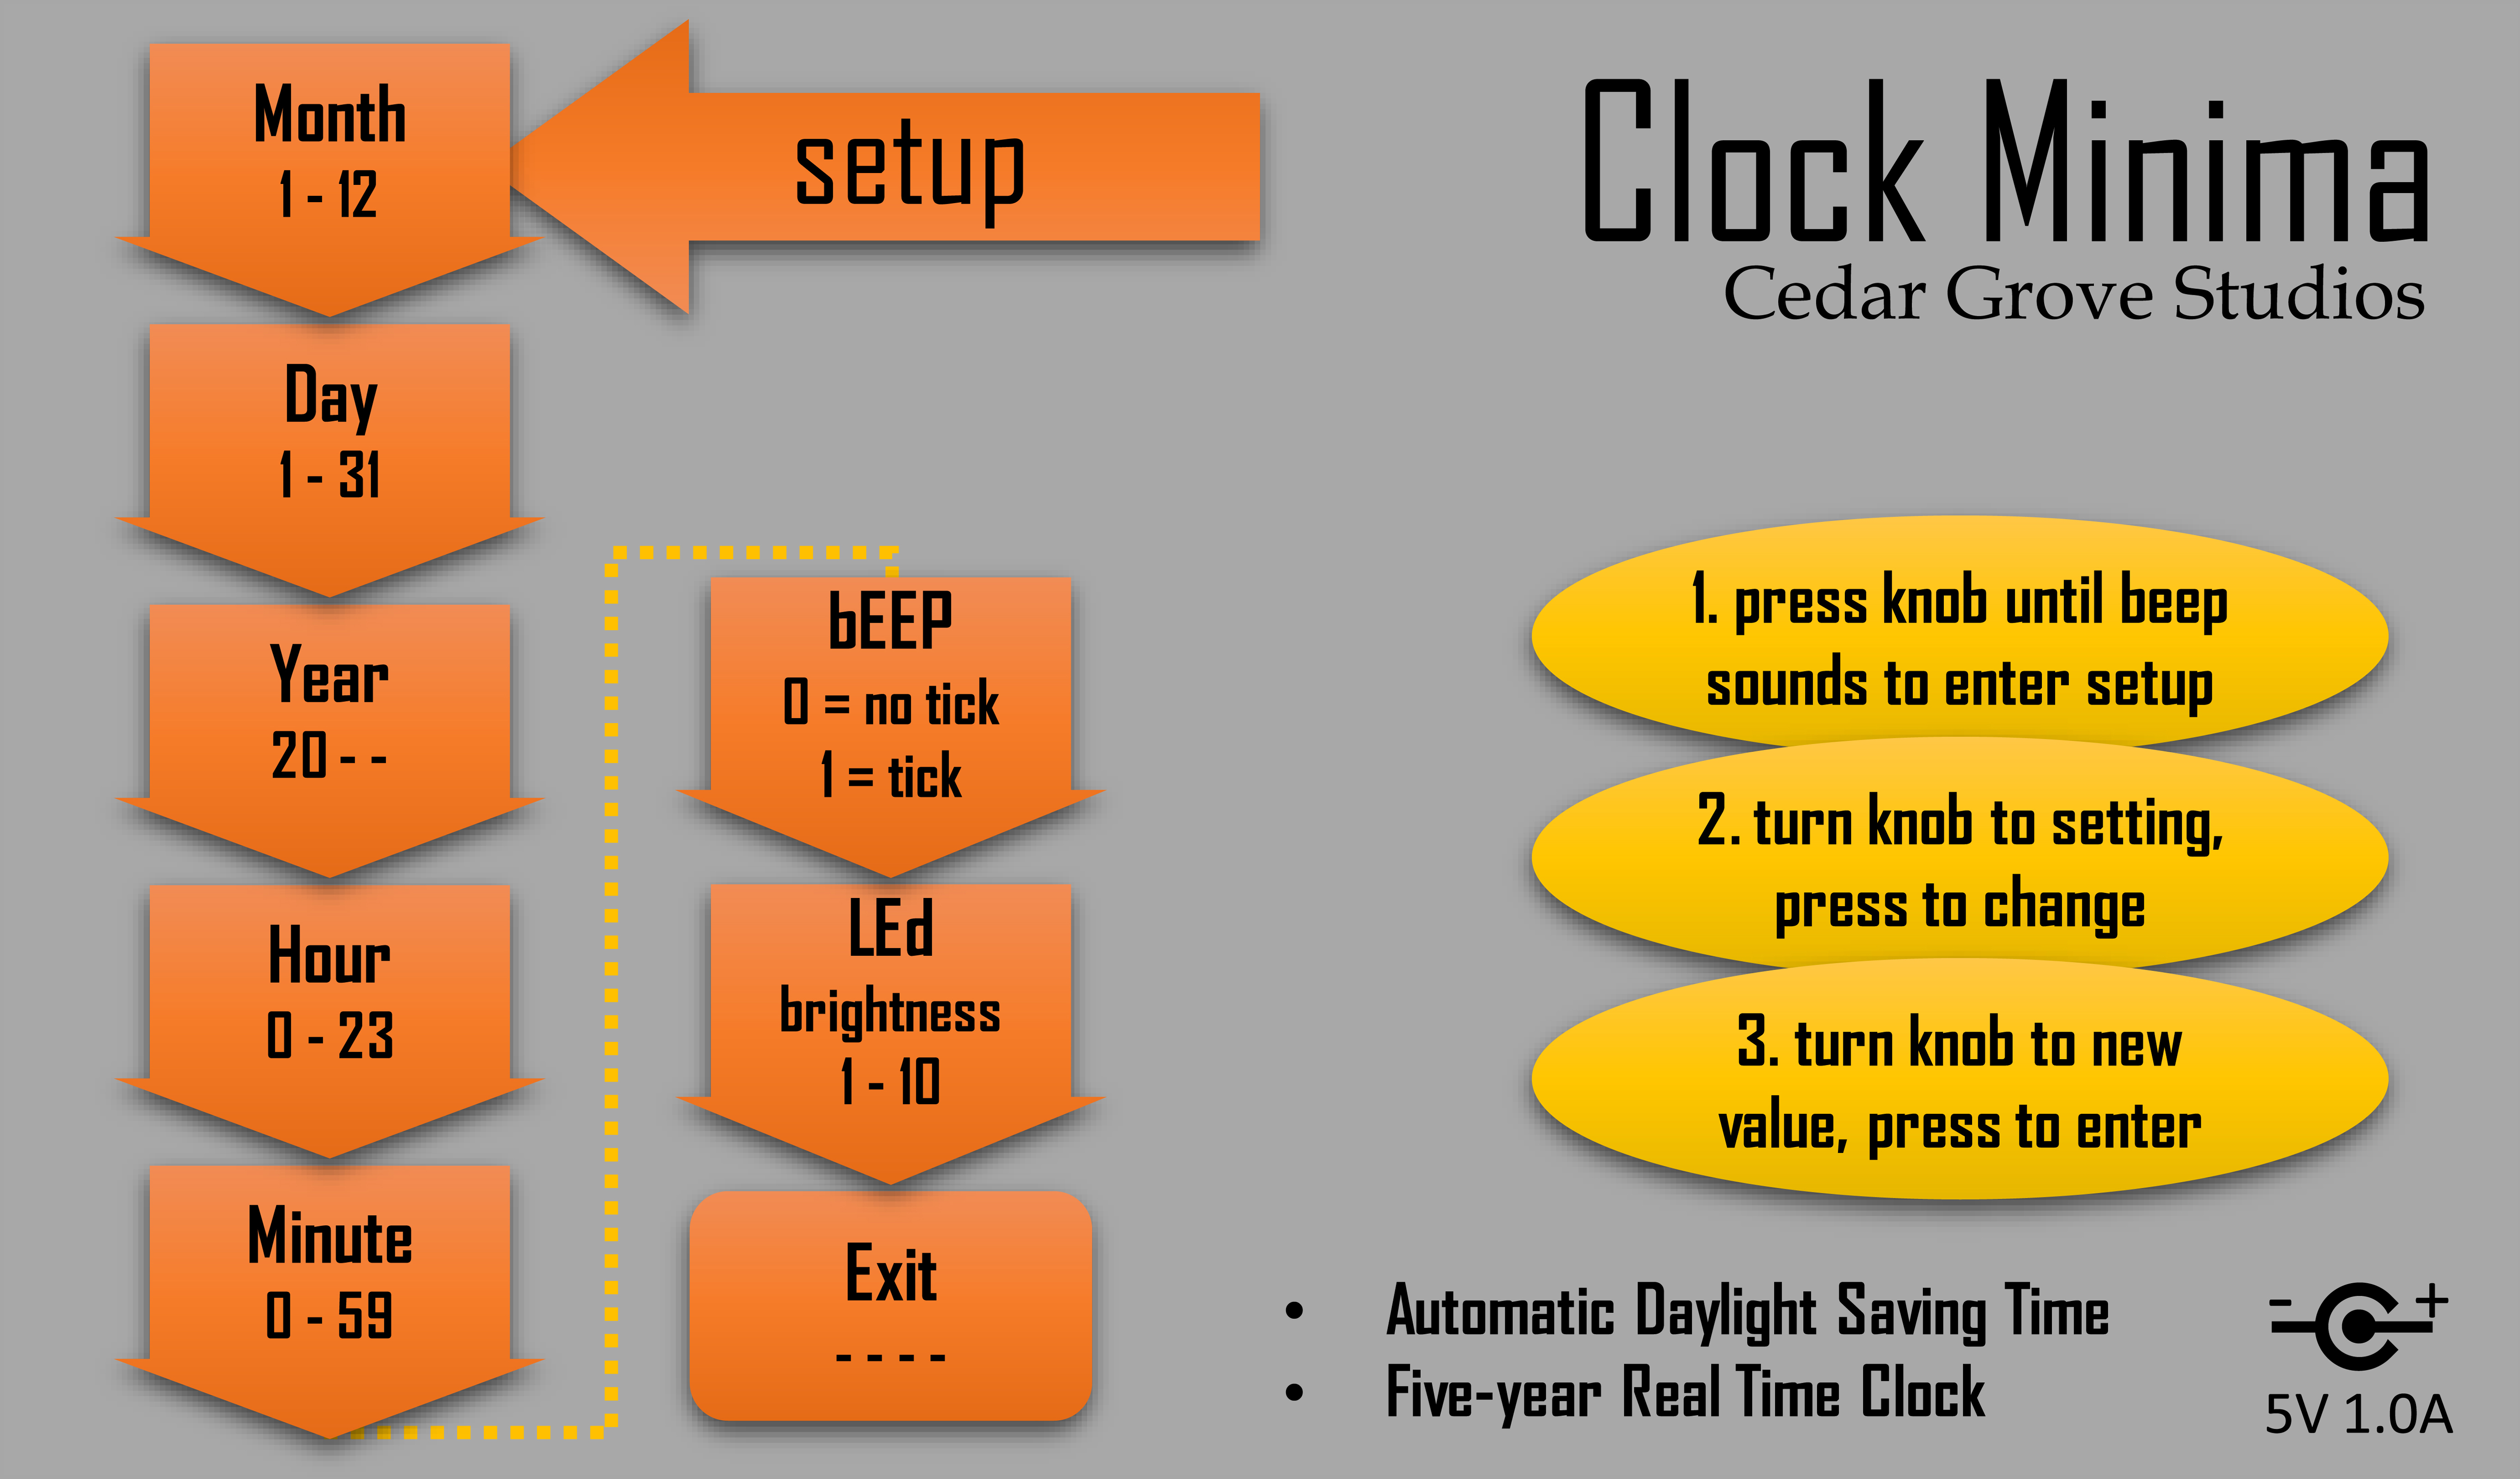 setup
Clock Minima
Cedar Grove Studios
Month
1 - 12
Day
1 - 31
Year
20 - -
Hour
0 - 23
Minute
0 - 59
bEEP
0 = no tick
1 = tick
LEd
brightness
1 - 10
Exit
- - - -
1. press knob until beep
sounds to enter setup
2. turn knob to setting,
press to change
3. turn knob to new
value, press to enter
• Automatic Daylight Saving Time
• Five-year Real Time Clock
- +
5V 1.0A